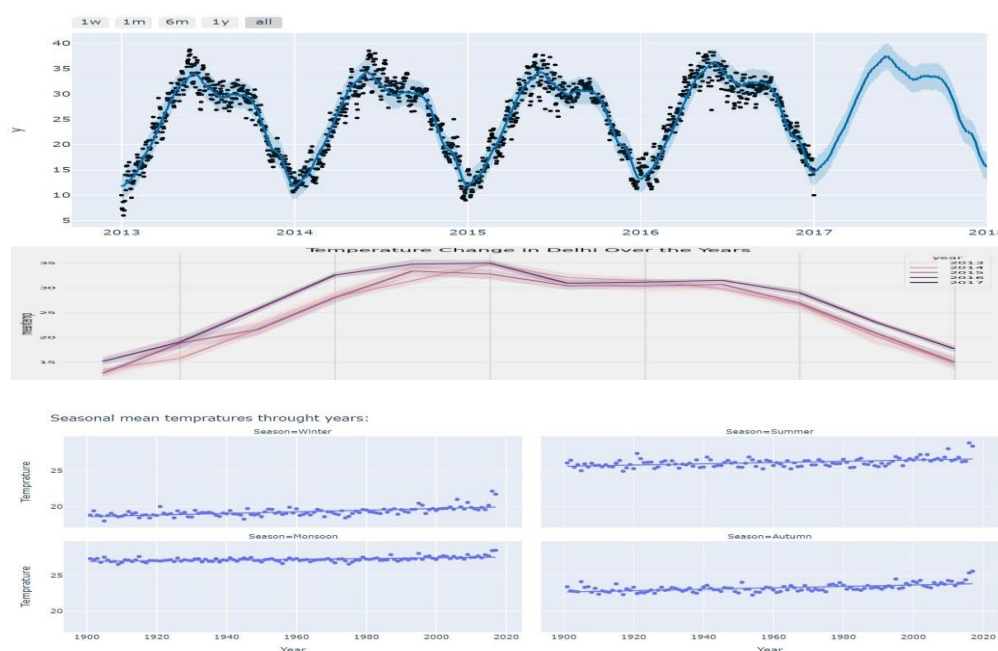 1w 1m 6m 1y all
40
35
30
25
20
15
10
5
y
2013 2014 2015 2016 2017
Temperature Change in Delhi Over the Years
35
30
25
20
15
meantemp
year
2013
2014
2015
2016
2017
Seasonal mean tempratures throught years:
Season=Winter Season=Summer
Temprature
25
20
Season=Monsoon Season=Autumn
Temprature
25
20
1900 1920 1940 1960 1980 2000 2020 1900 1920 1940 1960 1980 2000 2020
Year Year